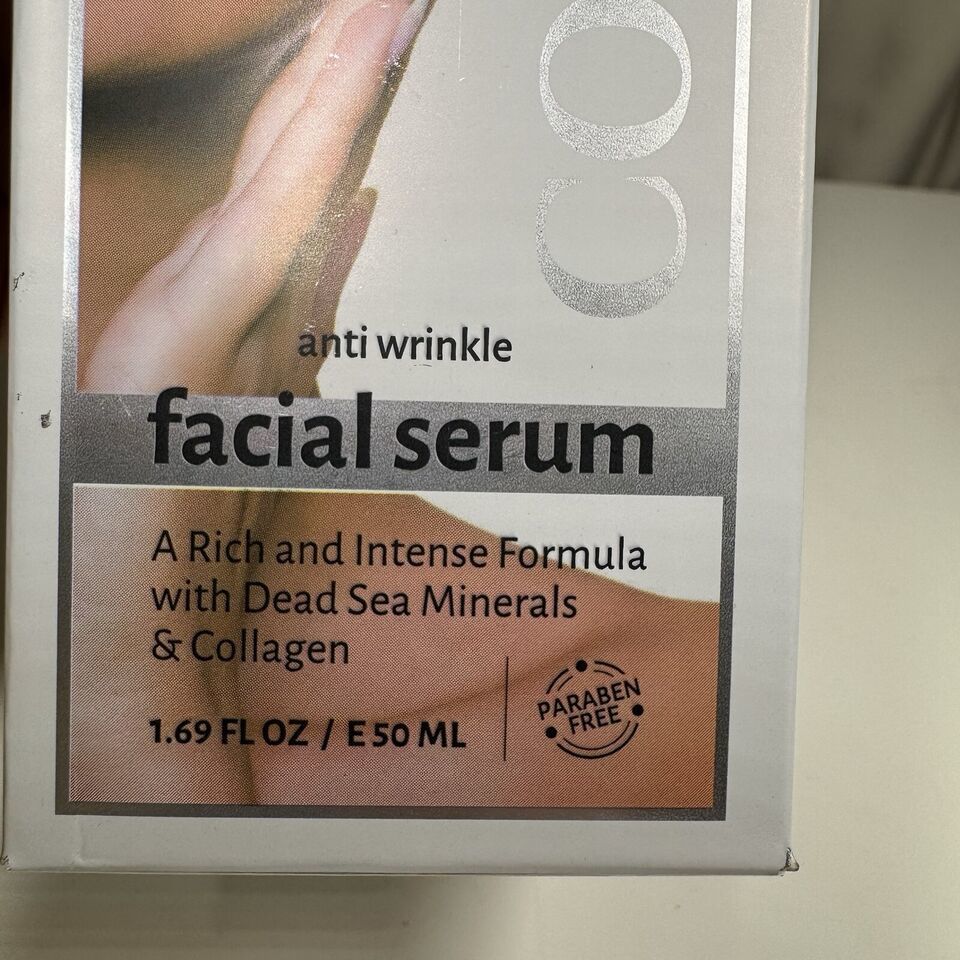 CO
anti wrinkle
facial serum
A Rich and Intense Formula
with Dead Sea Minerals
& Collagen
1.69 FL OZ / E 50 ML
PARABEN
FREE